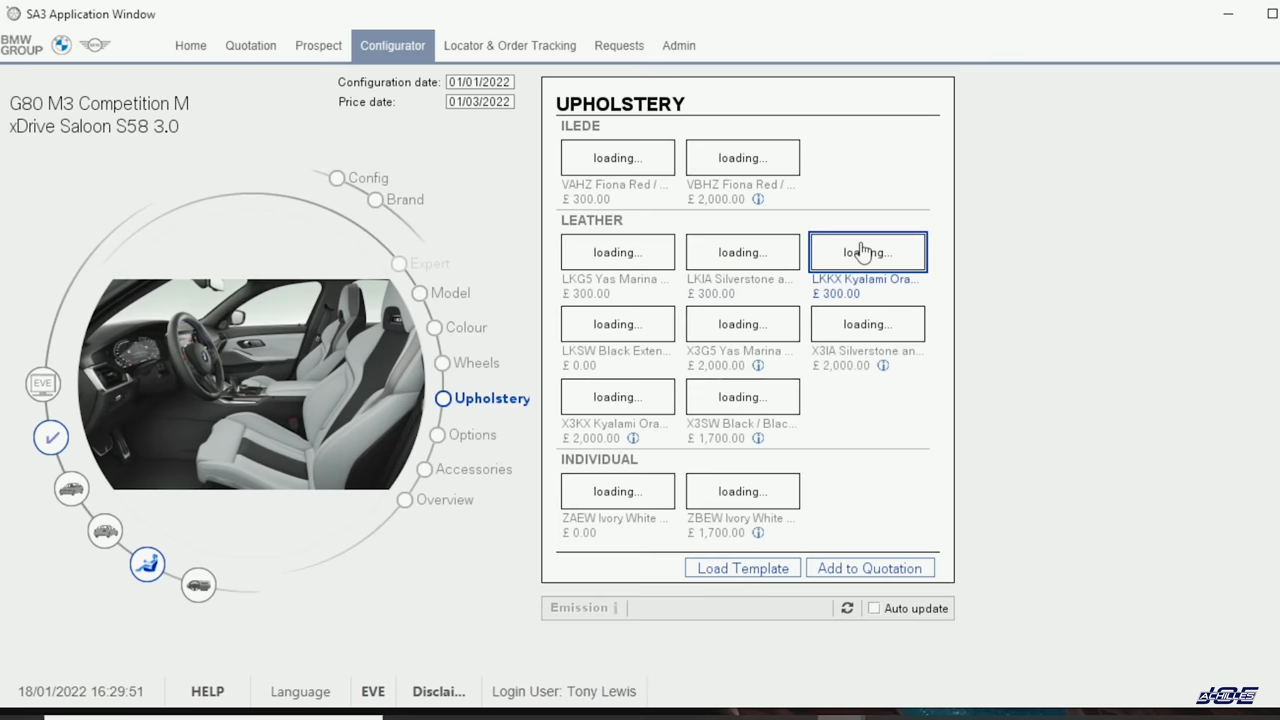 SA3 Application Window
BMW GROUP
Home Quotation Prospect Configurator Locator & Order Tracking Requests Admin
Configuration date: 01/01/2022
Price date: 01/03/2022
G80 M3 Competition M
xDrive Saloon S58 3.0
Config
Brand
Expert
Model
Colour
Wheels
Upholstery
Options
Accessories
Overview
EVE
UPHOLSTERY
ILEDE
loading... loading...
VAHZ Fiona Red / ... VBHZ Fiona Red / ...
£ 300.00 £ 2,000.00
LEATHER
loading... loading... loading...
LKG5 Yas Marina ... LKIA Silverstone a... LKKX Kyalami Ora...
£ 300.00 £ 300.00 £ 300.00
loading... loading... loading...
LKSW Black Exten... X3G5 Yas Marina ... X3IA Silverstone an...
£ 0.00 £ 2,000.00 £ 2,000.00
loading... loading...
X3KX Kyalami Ora... X3SW Black / Blac...
£ 2,000.00 £ 1,700.00
INDIVIDUAL
loading... loading...
ZAEW Ivory White ... ZBEW Ivory White ...
£ 0.00 £ 1,700.00
Load Template Add to Quotation
Emission Auto update
18/01/2022 16:29:51 HELP Language EVE Disclai... Login User: Tony Lewis
JOE ACHILLES